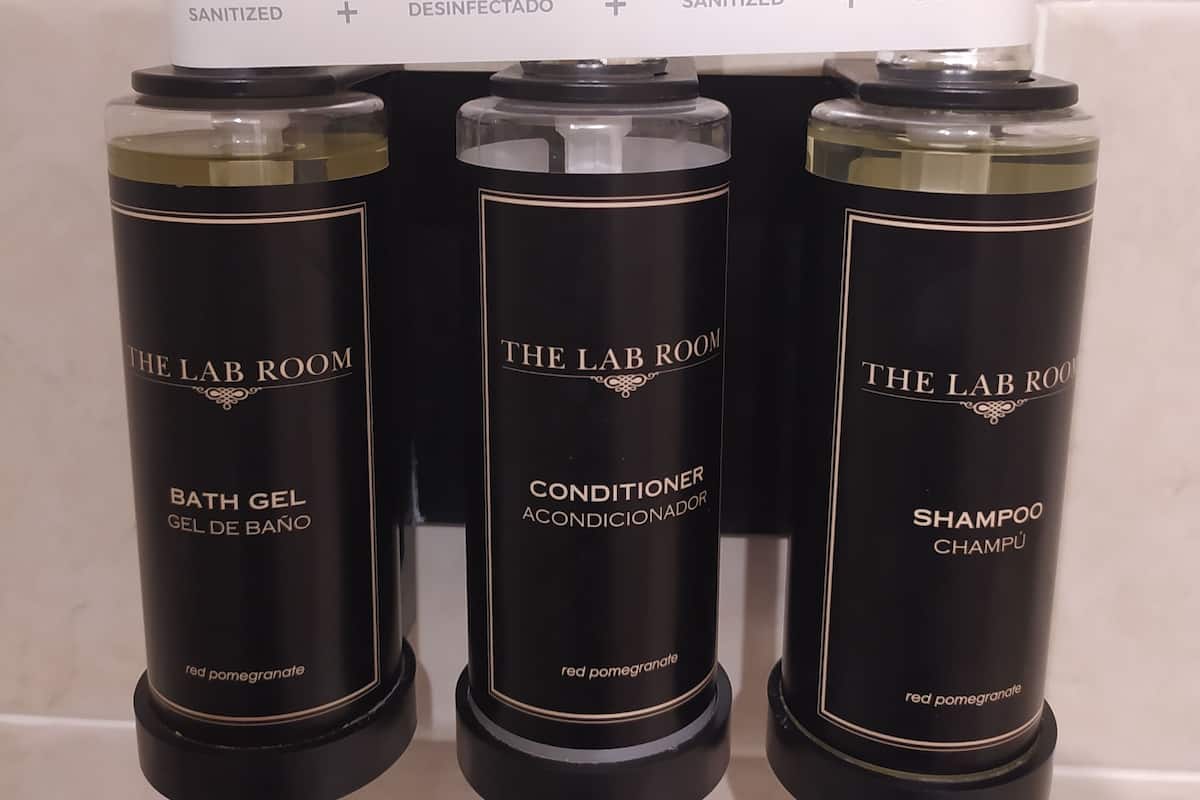 SANITIZED + DESINFECTADO + SANITIZED +
THE LAB ROOM
BATH GEL
GEL DE BAÑO
red pomegranate
THE LAB ROOM
CONDITIONER
ACONDICIONADOR
red pomegranate
THE LAB ROOM
SHAMPOO
CHAMPÚ
red pomegranate